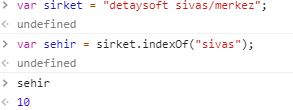 > var sirket = "detaysoft sivas/merkez";
< undefined
> var sehir = sirket.indexOf("sivas");
< undefined
> sehir
< 10